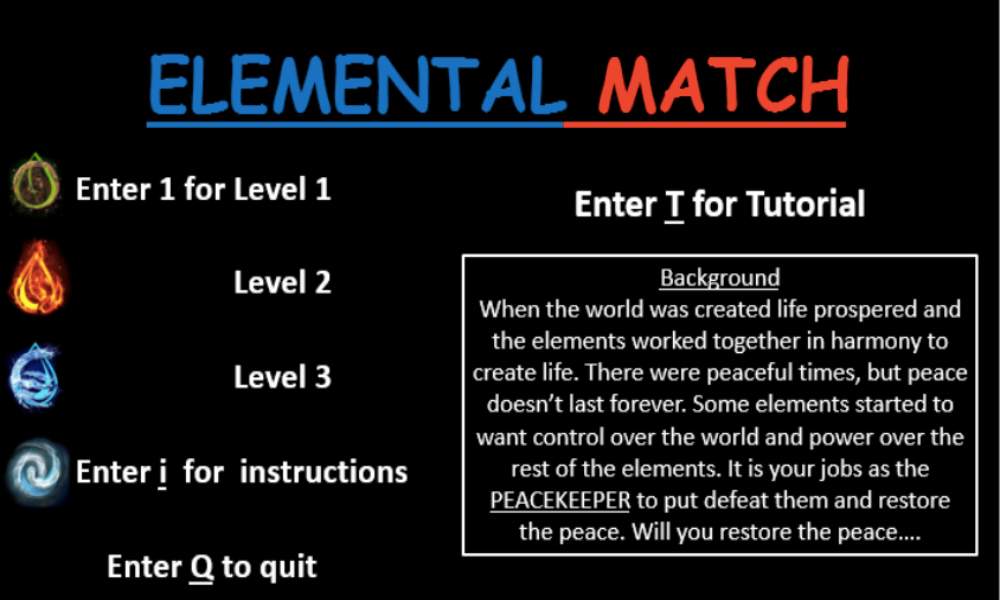 ELEMENTAL MATCH
Enter 1 for Level 1
Level 2
Level 3
Enter i for instructions
Enter Q to quit
Enter T for Tutorial
Background
When the world was created life prospered and
the elements worked together in harmony to
create life. There were peaceful times, but peace
doesn't last forever. Some elements started to
want control over the world and power over the
rest of the elements. It is your jobs as the
PEACEKEEPER to put defeat them and restore
the peace. Will you restore the peace....